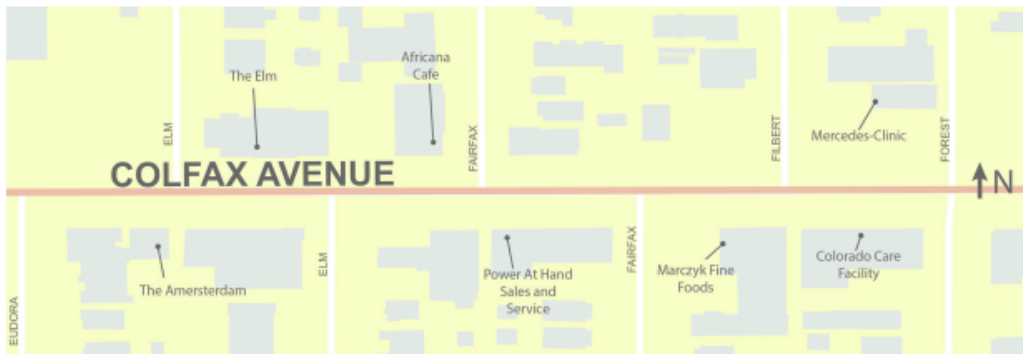 Africana
Cafe
The Elm
ELM
FAIRFAX
FILBERT
FOREST
Mercedes-Clinic
COLFAX AVENUE
N
ELM
FAIRFAX
EUDORA
The Amersterdam
Power At Hand
Sales and
Service
Marczyk Fine
Foods
Colorado Care
Facility